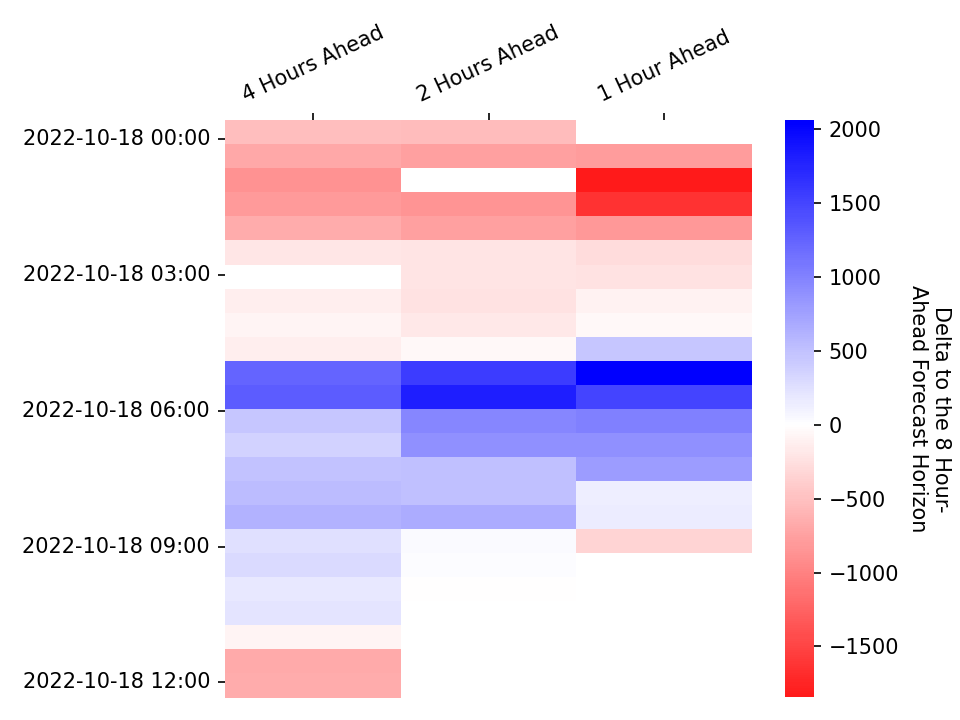 4 Hours Ahead
2 Hours Ahead
1 Hour Ahead
2022-10-18 00:00
2022-10-18 03:00
2022-10-18 06:00
2022-10-18 09:00
2022-10-18 12:00
2000
1500
1000
500
0
−500
−1000
−1500
Delta to the 8 Hour-
Ahead Forecast Horizon